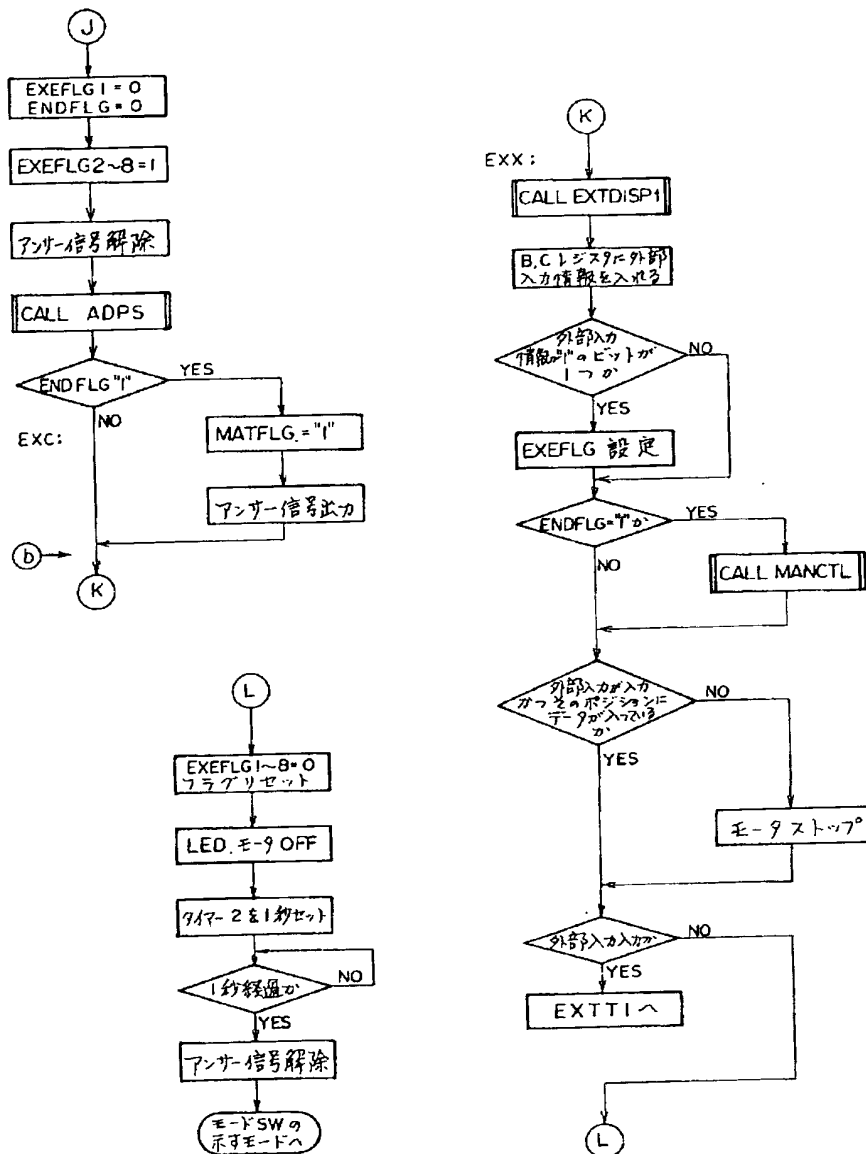 J
EXEFLG1=0
ENDFLG=0
EXEFLG2~8=1
アンサー信号解除
CALL ADPS
ENDFLG"1"
YES
NO
EXC:
MATFLG.="1"
アンサー信号出力
b
K
L
EXEFLG1~8=0
フラグリセット
LED.モータOFF
タイマー2を1秒セット
1秒経過か
NO
YES
アンサー信号解除
モードSWの
示すモードへ
K
EXX:
CALL EXTDISP1
B.Cレジスタに外部
入力情報を入れる
外部入力
情報が"1"のビットが
1つか
NO
YES
EXEFLG 設定
ENDFLG="1"か
YES
NO
CALL MANCTL
外部入力が入力
かつそのポジションに
データが入っている
か
NO
YES
モータストップ
外部入力入力か
NO
YES
EXTT1へ
L